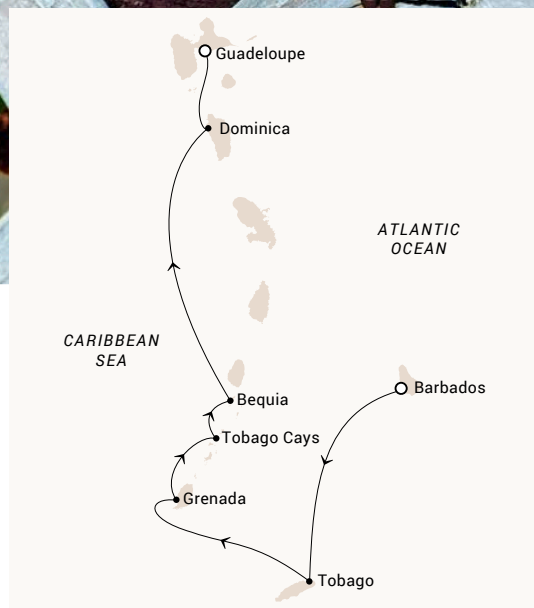 Guadeloupe
Dominica
ATLANTIC
OCEAN
CARIBBEAN
SEA
Barbados
Bequia
Tobago Cays
Grenada
Tobago